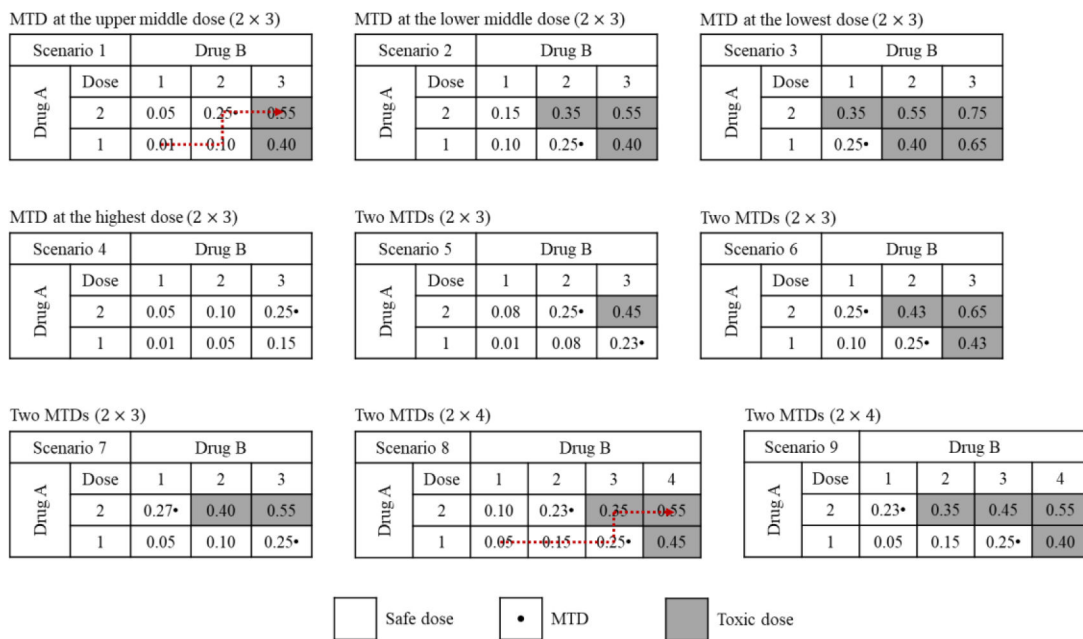 MTD at the upper middle dose (2 × 3)
Scenario 1 Drug B
Drug A
Dose 1 2 3
2 0.05 0.25• 0.55
1 0.01 0.10 0.40
MTD at the lower middle dose (2 × 3)
Scenario 2 Drug B
Drug A
Dose 1 2 3
2 0.15 0.35 0.55
1 0.10 0.25• 0.40
MTD at the lowest dose (2 × 3)
Scenario 3 Drug B
Drug A
Dose 1 2 3
2 0.35 0.55 0.75
1 0.25• 0.40 0.65
MTD at the highest dose (2 × 3)
Scenario 4 Drug B
Drug A
Dose 1 2 3
2 0.05 0.10 0.25•
1 0.01 0.05 0.15
Two MTDs (2 × 3)
Scenario 5 Drug B
Drug A
Dose 1 2 3
2 0.08 0.25• 0.45
1 0.01 0.08 0.23•
Two MTDs (2 × 3)
Scenario 6 Drug B
Drug A
Dose 1 2 3
2 0.25• 0.43 0.65
1 0.10 0.25• 0.43
Two MTDs (2 × 3)
Scenario 7 Drug B
Drug A
Dose 1 2 3
2 0.27• 0.40 0.55
1 0.05 0.10 0.25•
Two MTDs (2 × 4)
Scenario 8 Drug B
Drug A
Dose 1 2 3 4
2 0.10 0.23• 0.35 0.55
1 0.05 0.15 0.25• 0.45
Two MTDs (2 × 4)
Scenario 9 Drug B
Drug A
Dose 1 2 3 4
2 0.23• 0.35 0.45 0.55
1 0.05 0.15 0.25• 0.40
Safe dose • MTD Toxic dose